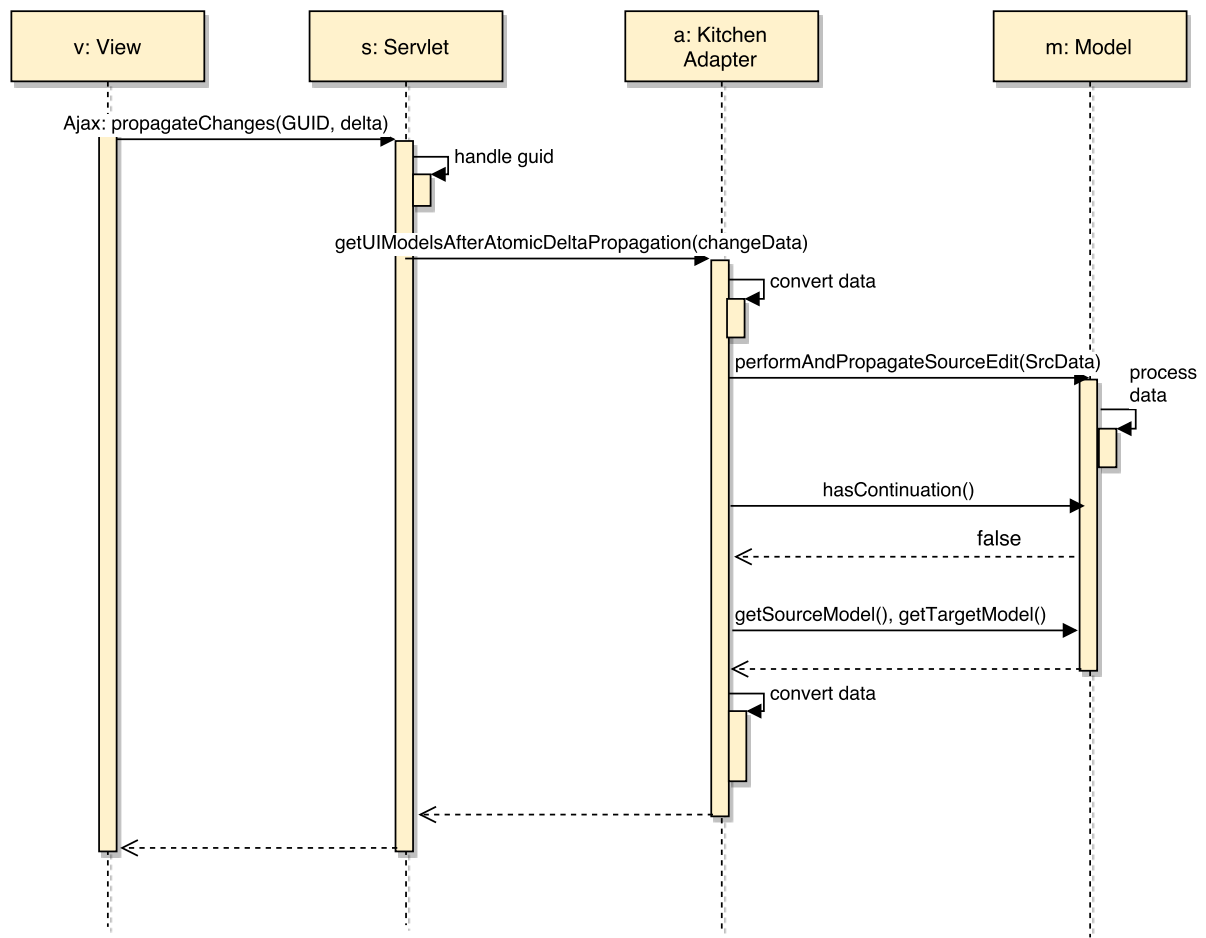 v: View
s: Servlet
a: Kitchen
Adapter
m: Model
Ajax: propagateChanges(GUID, delta)
handle guid
getUIModelsAfterAtomicDeltaPropagation(changeData)
convert data
performAndPropagateSourceEdit(SrcData)
process
data
hasContinuation()
false
getSourceModel(), getTargetModel()
convert data